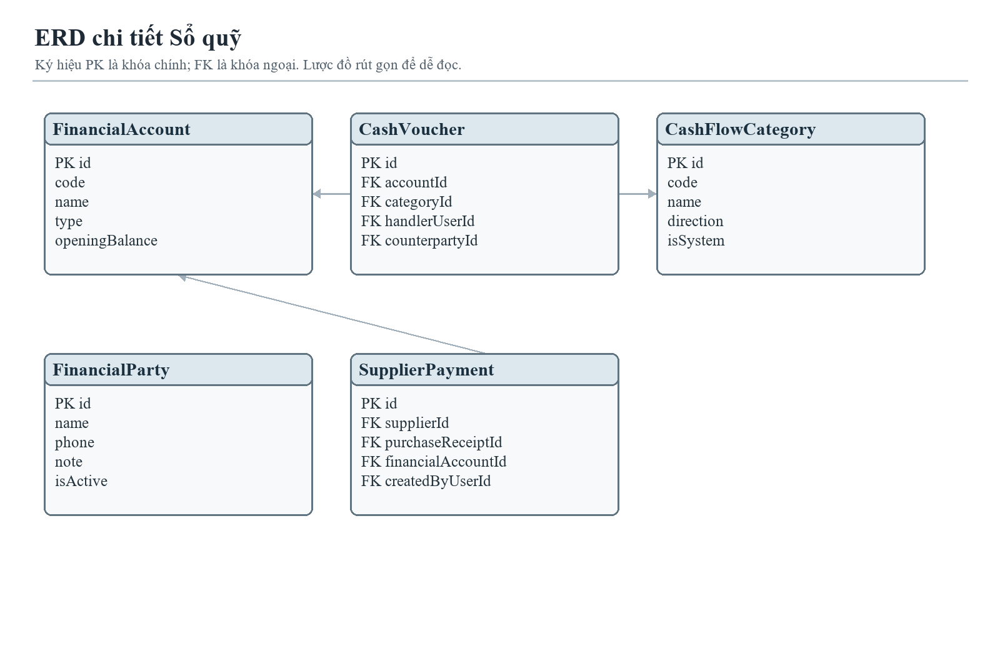 ERD chi tiết Sổ quỹ
Ký hiệu PK là khóa chính; FK là khóa ngoại. Lược đồ rút gọn để dễ đọc.
FinancialAccount
PK id
code
name
type
openingBalance
CashVoucher
PK id
FK accountId
FK categoryId
FK handlerUserId
FK counterpartyId
CashFlowCategory
PK id
code
name
direction
isSystem
FinancialParty
PK id
name
phone
note
isActive
SupplierPayment
PK id
FK supplierId
FK purchaseReceiptId
FK financialAccountId
FK createdByUserId